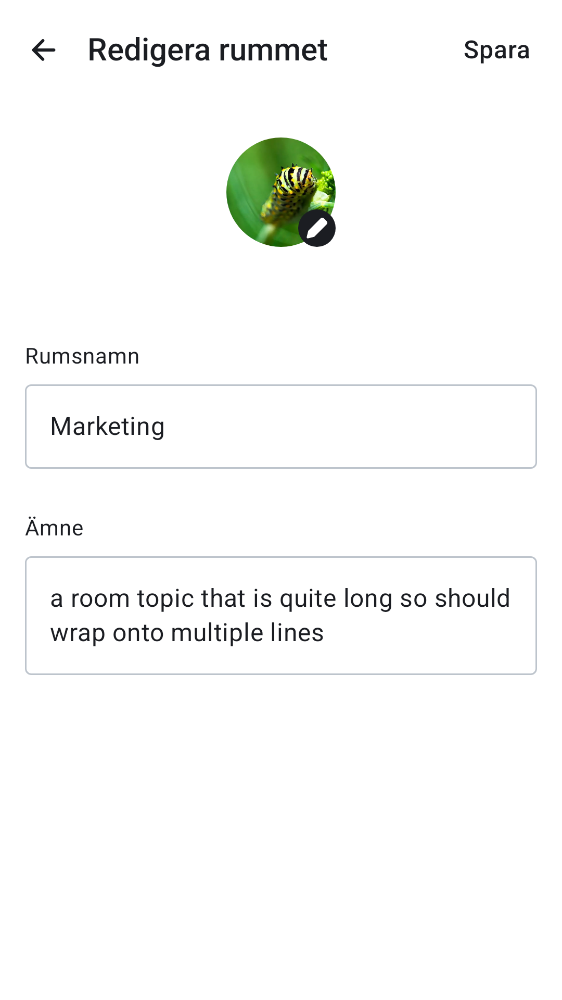 Redigera rummet
Spara
Rumsnamn
Marketing
Ämne
a room topic that is quite long so should
wrap onto multiple lines